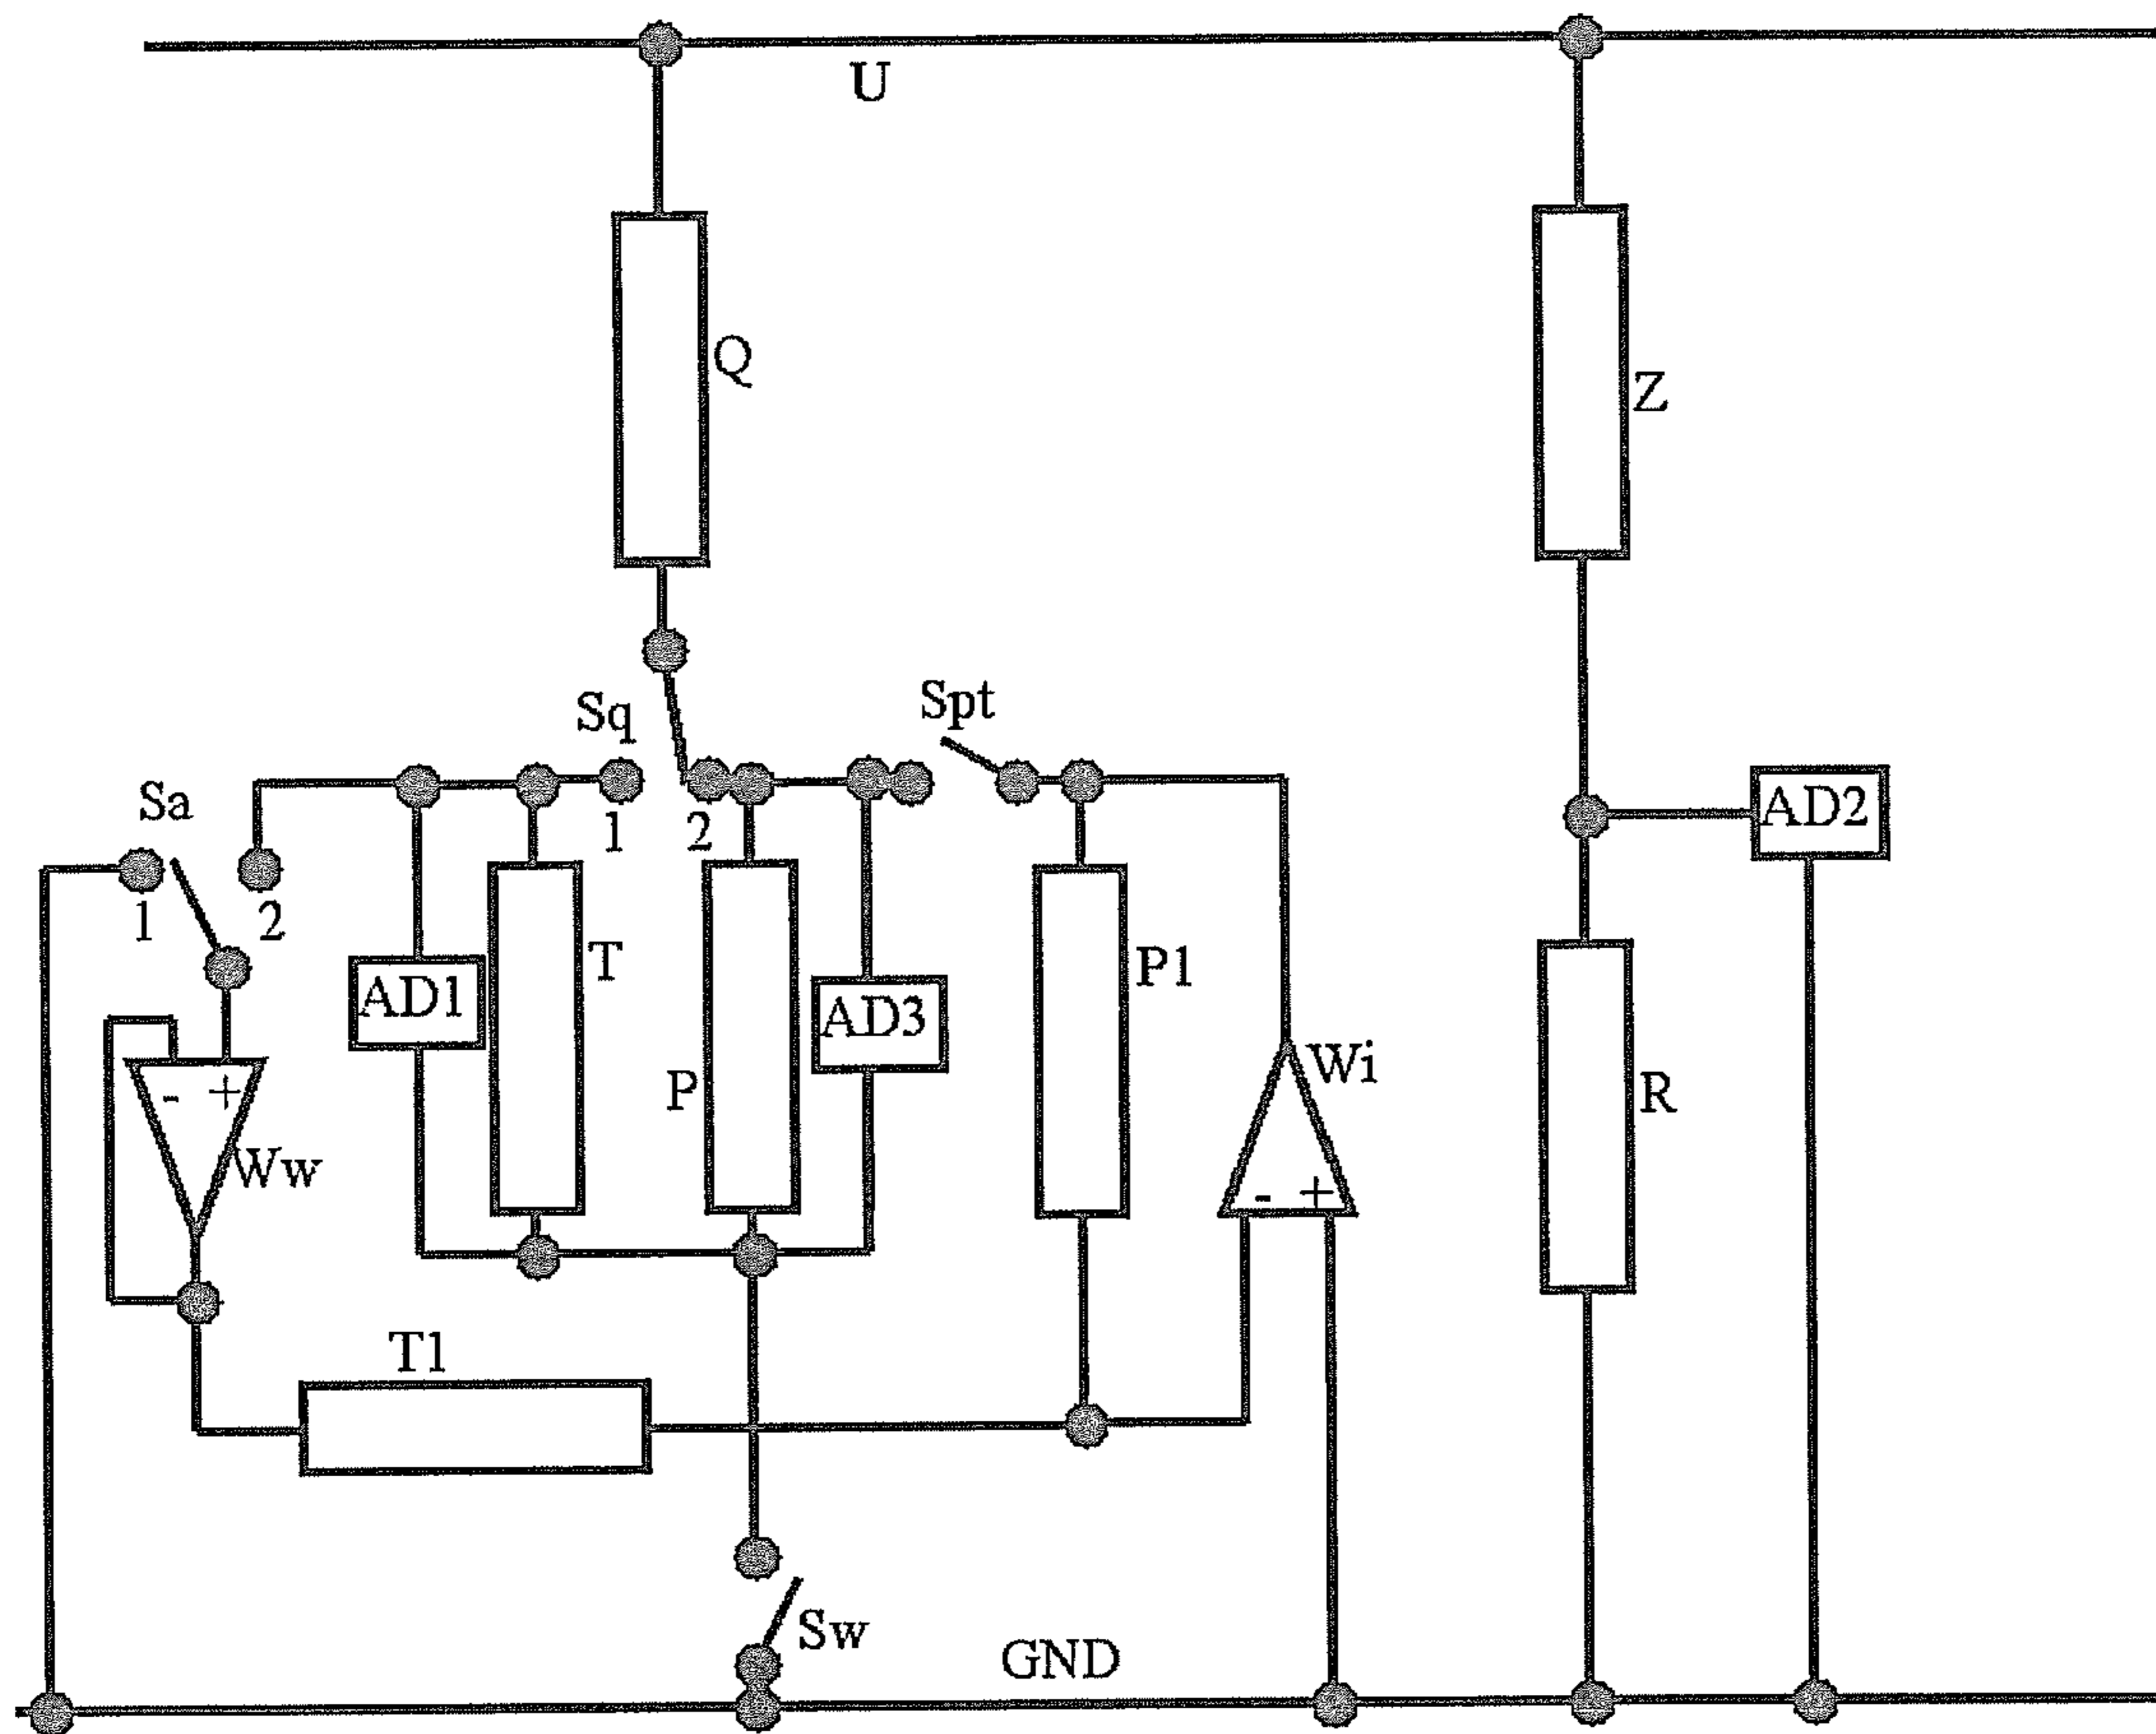 U
Q
Z
Sq
Spt
Sa
1
2
AD2
1
2
T
P1
AD1
AD3
Wi
P
R
- +
Ww
- +
T1
Sw
GND